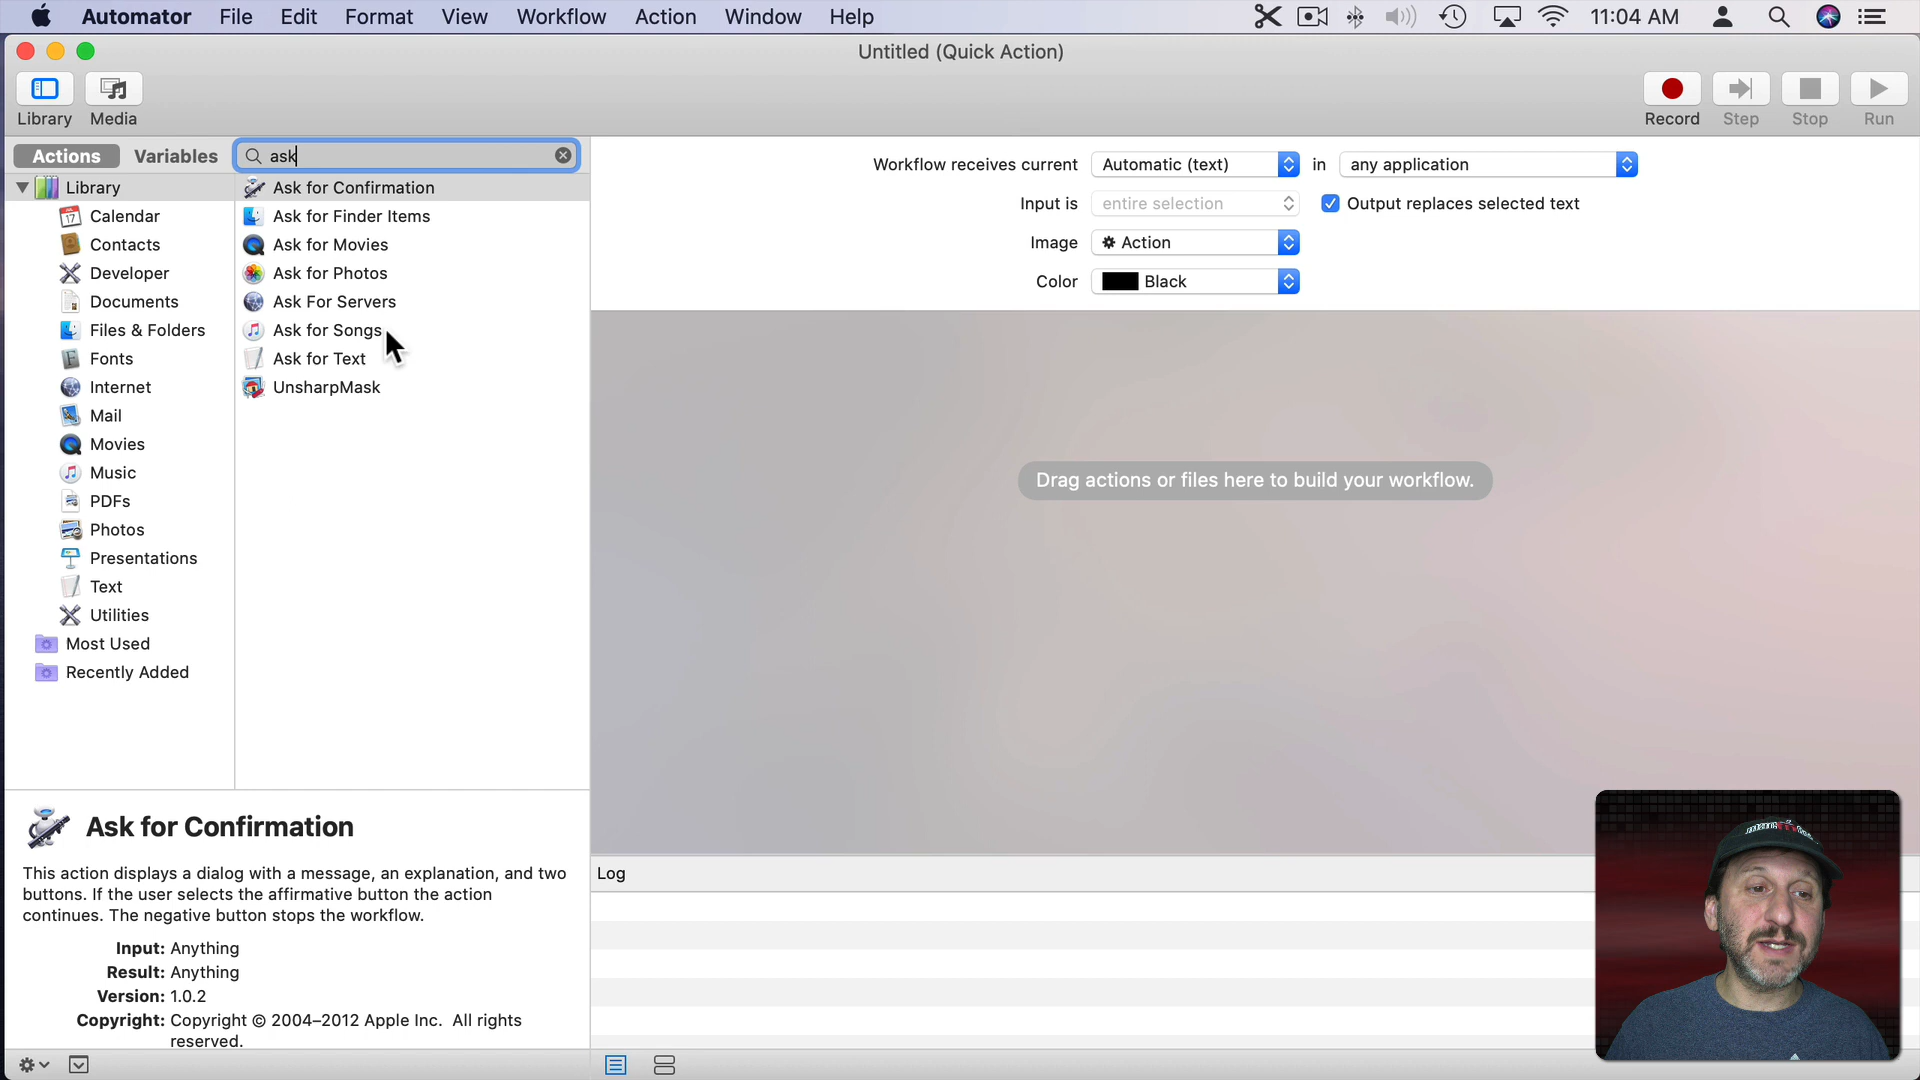 Automator File Edit Format View Workflow Action Window Help 11:04 AM
Untitled (Quick Action)
Library Media Record Step Stop Run
Actions Variables ask
Workflow receives current Automatic (text) in any application
Input is entire selection Output replaces selected text
Image Action
Color Black
Library
Calendar
Contacts
Developer
Documents
Files & Folders
Fonts
Internet
Mail
Movies
Music
PDFs
Photos
Presentations
Text
Utilities
Most Used
Recently Added
Ask for Confirmation
Ask for Finder Items
Ask for Movies
Ask for Photos
Ask For Servers
Ask for Songs
Ask for Text
UnsharpMask
Drag actions or files here to build your workflow.
Ask for Confirmation
This action displays a dialog with a message, an explanation, and two
buttons. If the user selects the affirmative button the action
continues. The negative button stops the workflow.
Input: Anything
Result: Anything
Version: 1.0.2
Copyright: Copyright © 2004–2012 Apple Inc. All rights
reserved.
Log